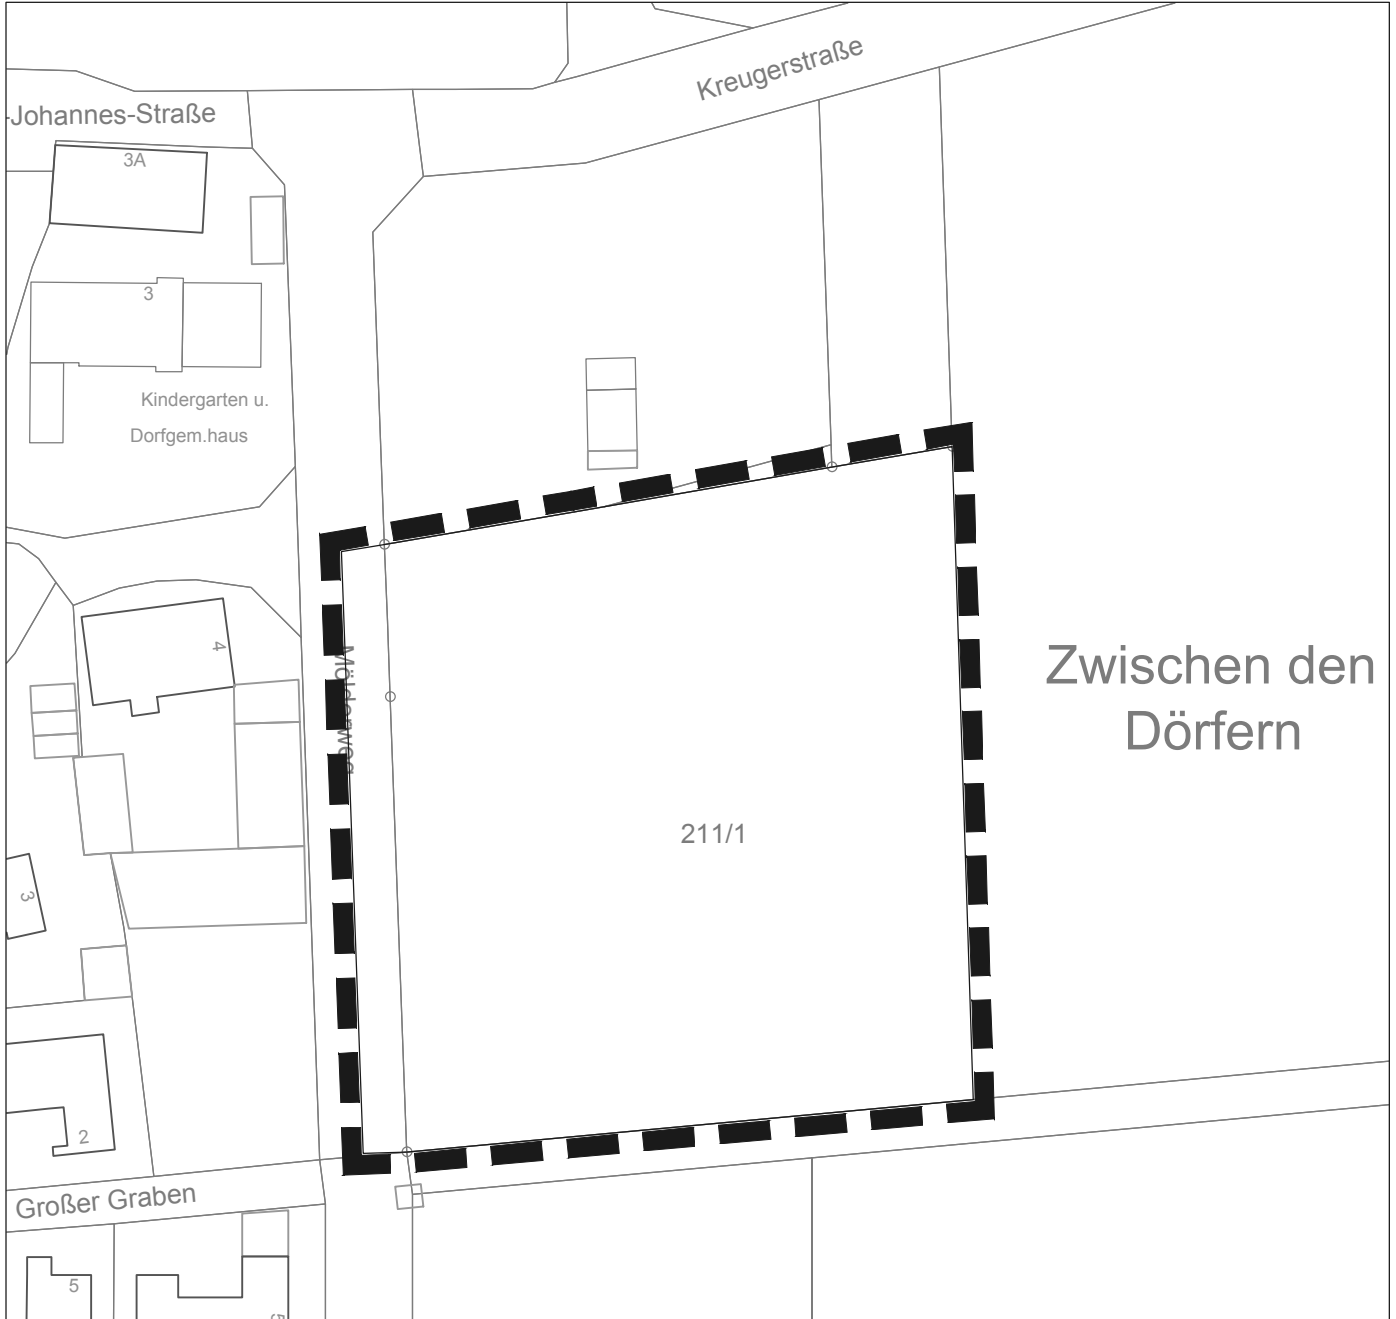 Kreugerstraße
-Johannes-Straße
3A
3
Kindergarten u.
Dorfgem.haus
4
Zwischen den
Dörfern
211/1
3
2
Großer Graben
5